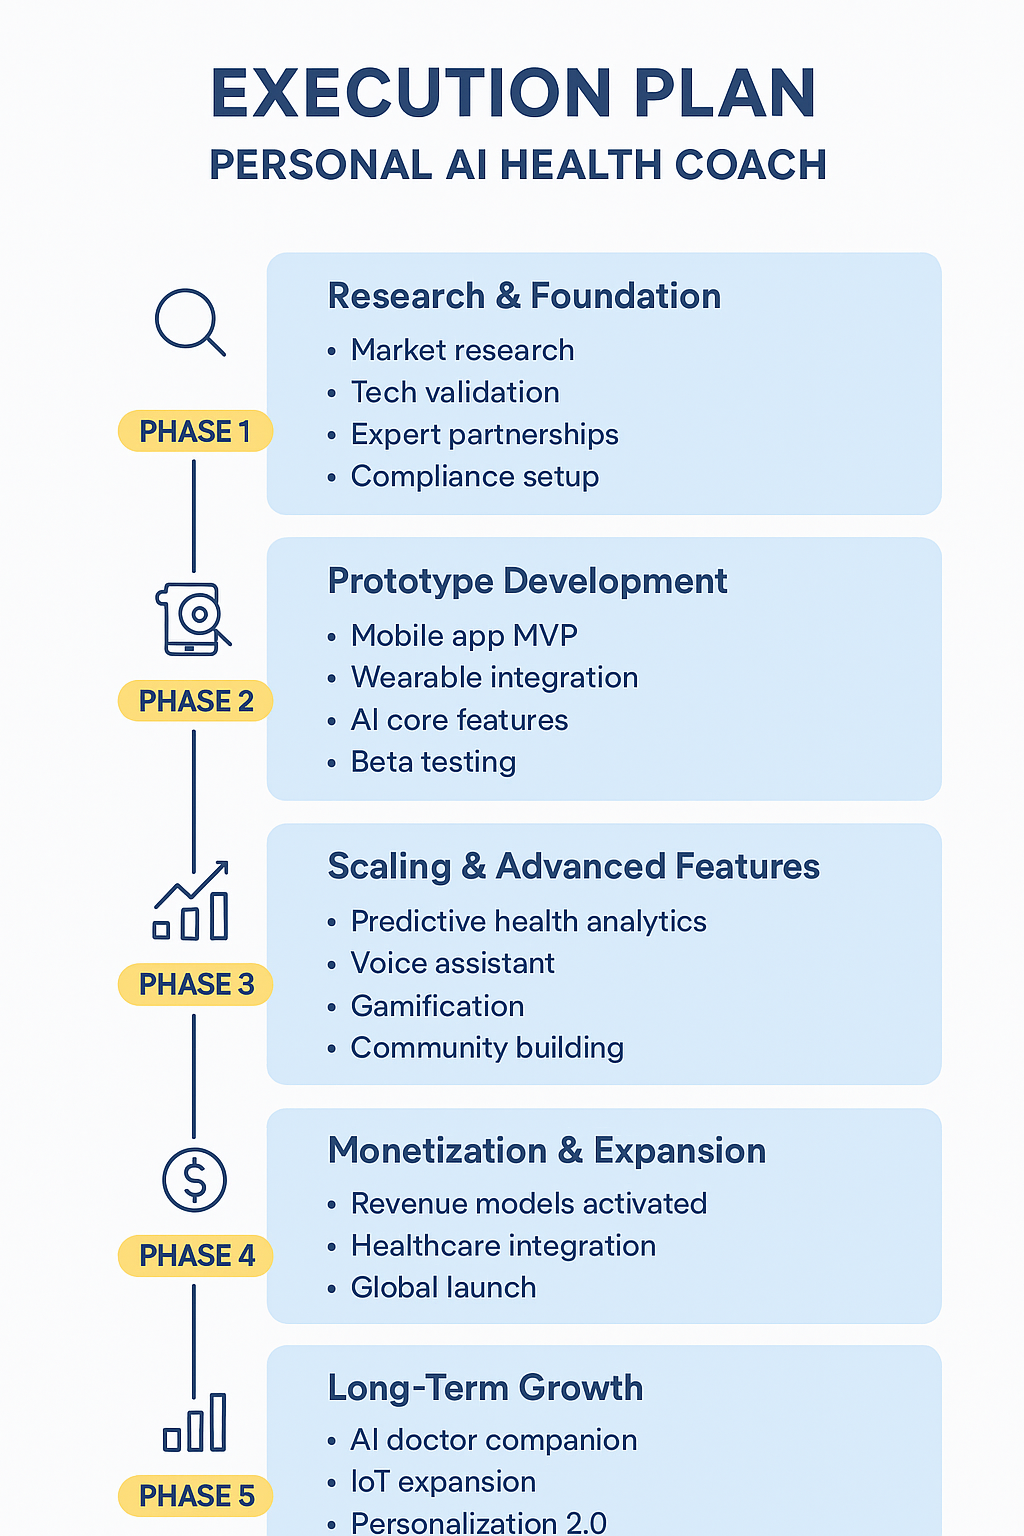 EXECUTION PLAN
PERSONAL AI HEALTH COACH
PHASE 1
Research & Foundation
• Market research
• Tech validation
• Expert partnerships
• Compliance setup
PHASE 2
Prototype Development
• Mobile app MVP
• Wearable integration
• AI core features
• Beta testing
PHASE 3
Scaling & Advanced Features
• Predictive health analytics
• Voice assistant
• Gamification
• Community building
$
PHASE 4
Monetization & Expansion
• Revenue models activated
• Healthcare integration
• Global launch
PHASE 5
Long-Term Growth
• AI doctor companion
• IoT expansion
• Personalization 2.0